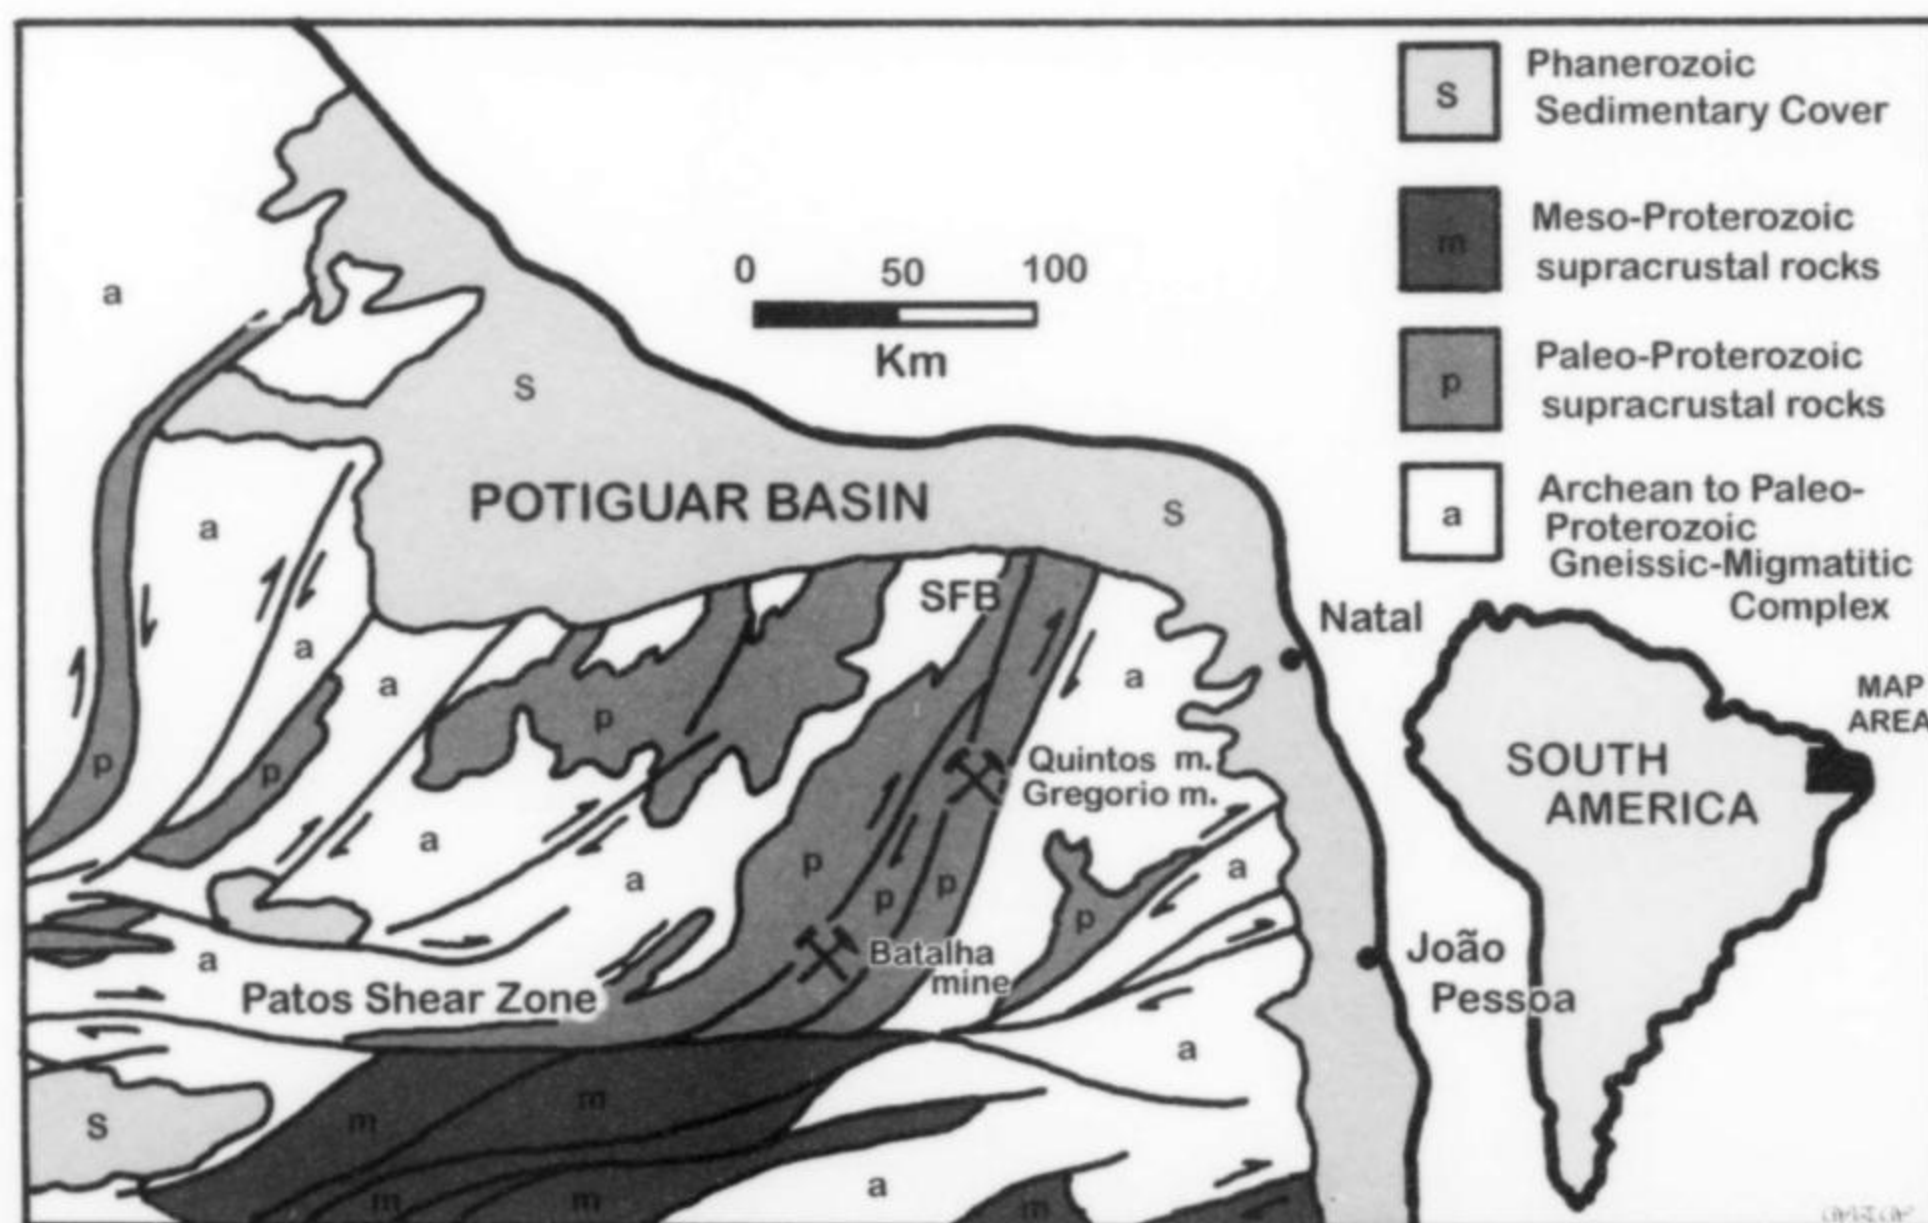 S
Phanerozoic
Sedimentary Cover
m
Meso-Proterozoic
supracrustal rocks
p
Paleo-Proterozoic
supracrustal rocks
a
Archean to Paleo-
Proterozoic
Gneissic-Migmatitic
Complex
0 50 100
Km
a
S
POTIGUAR BASIN
S
a
SFB
Natal
a
a
a
MAP
AREA
p
p
p
Quintos m.
Gregorio m.
SOUTH
AMERICA
a
p
a
a
p
p
p
a
Batalha
mine
João
Pessoa
Patos Shear Zone
a
S
m
m
m
m
a
m